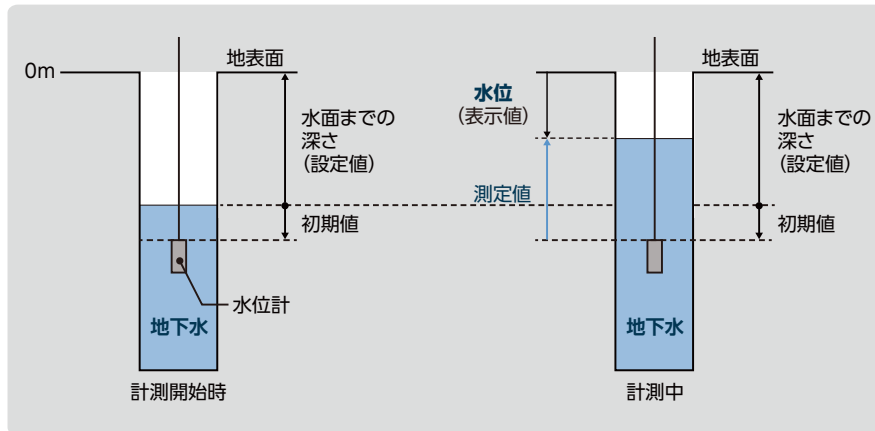 地表面
0m
水面までの
深さ
（設定値）
初期値
水位計
地下水
計測開始時
地表面
水位
（表示値）
水面までの
深さ
（設定値）
測定値
初期値
地下水
計測中